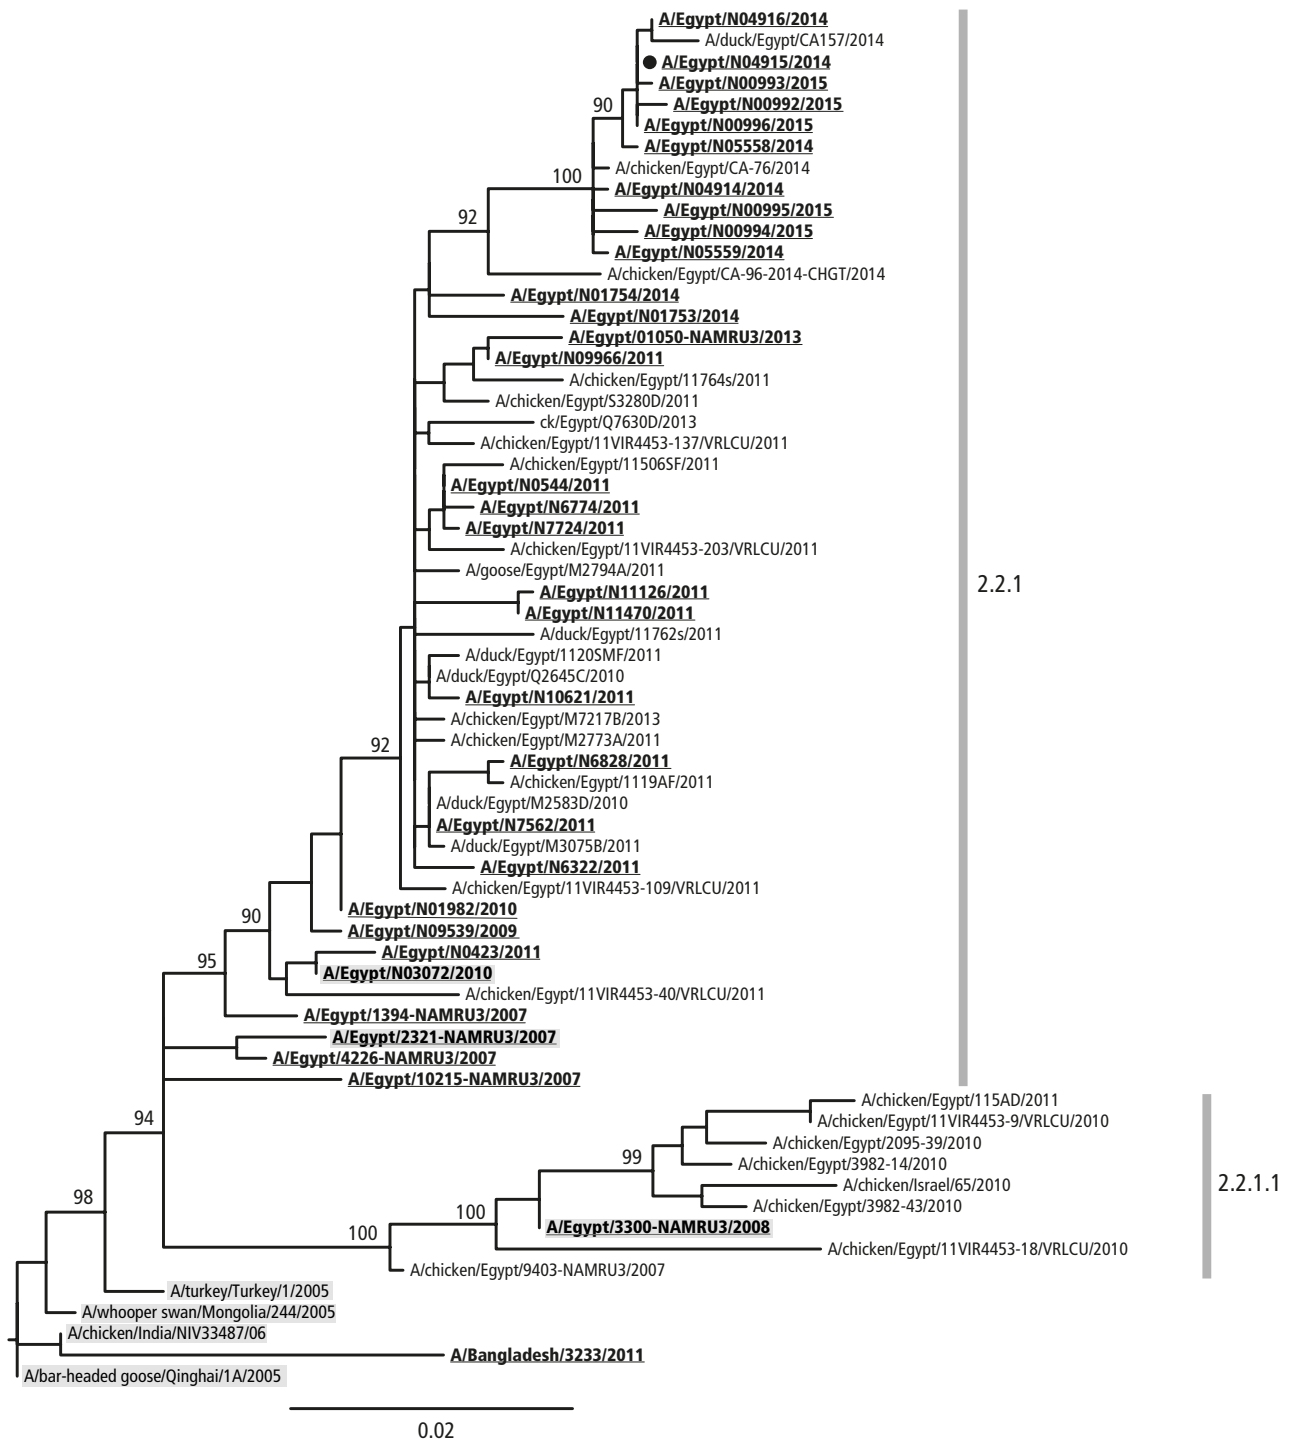 A/Egypt/N04916/2014
A/duck/Egypt/CA157/2014
A/Egypt/N04915/2014
A/Egypt/N00993/2015
90
A/Egypt/N00992/2015
A/Egypt/N00996/2015
A/Egypt/N05558/2014
A/chicken/Egypt/CA-76/2014
100
A/Egypt/N04914/2014
A/Egypt/N00995/2015
92
A/Egypt/N00994/2015
A/Egypt/N05559/2014
A/chicken/Egypt/CA-96-2014-CHGT/2014
A/Egypt/N01754/2014
A/Egypt/N01753/2014
A/Egypt/01050-NAMRU3/2013
A/Egypt/N09966/2011
A/chicken/Egypt/11764s/2011
A/chicken/Egypt/S3280D/2011
ck/Egypt/Q7630D/2013
A/chicken/Egypt/11VIR4453-137/VRLCU/2011
A/chicken/Egypt/11506SF/2011
A/Egypt/N0544/2011
A/Egypt/N6774/2011
A/Egypt/N7724/2011
A/chicken/Egypt/11VIR4453-203/VRLCU/2011
A/goose/Egypt/M2794A/2011
2.2.1
A/Egypt/N11126/2011
A/Egypt/N11470/2011
A/duck/Egypt/11762s/2011
A/duck/Egypt/1120SMF/2011
A/duck/Egypt/Q2645C/2010
A/Egypt/N10621/2011
A/chicken/Egypt/M7217B/2013
A/chicken/Egypt/M2773A/2011
92
A/Egypt/N6828/2011
A/chicken/Egypt/1119AF/2011
A/duck/Egypt/M2583D/2010
A/Egypt/N7562/2011
A/duck/Egypt/M3075B/2011
A/Egypt/N6322/2011
A/chicken/Egypt/11VIR4453-109/VRLCU/2011
A/Egypt/N01982/2010
90
A/Egypt/N09539/2009
A/Egypt/N0423/2011
95
A/Egypt/N03072/2010
A/chicken/Egypt/11VIR4453-40/VRLCU/2011
A/Egypt/1394-NAMRU3/2007
A/Egypt/2321-NAMRU3/2007
A/Egypt/4226-NAMRU3/2007
A/Egypt/10215-NAMRU3/2007
A/chicken/Egypt/115AD/2011
94
A/chicken/Egypt/11VIR4453-9/VRLCU/2010
A/chicken/Egypt/2095-39/2010
99
A/chicken/Egypt/3982-14/2010
2.2.1.1
A/chicken/Israel/65/2010
98
A/chicken/Egypt/3982-43/2010
100
A/Egypt/3300-NAMRU3/2008
100
A/chicken/Egypt/11VIR4453-18/VRLCU/2010
A/chicken/Egypt/9403-NAMRU3/2007
A/turkey/Turkey/1/2005
A/whooper swan/Mongolia/244/2005
A/chicken/India/NIV33487/06
A/Bangladesh/3233/2011
A/bar-headed goose/Qinghai/1A/2005
0.02